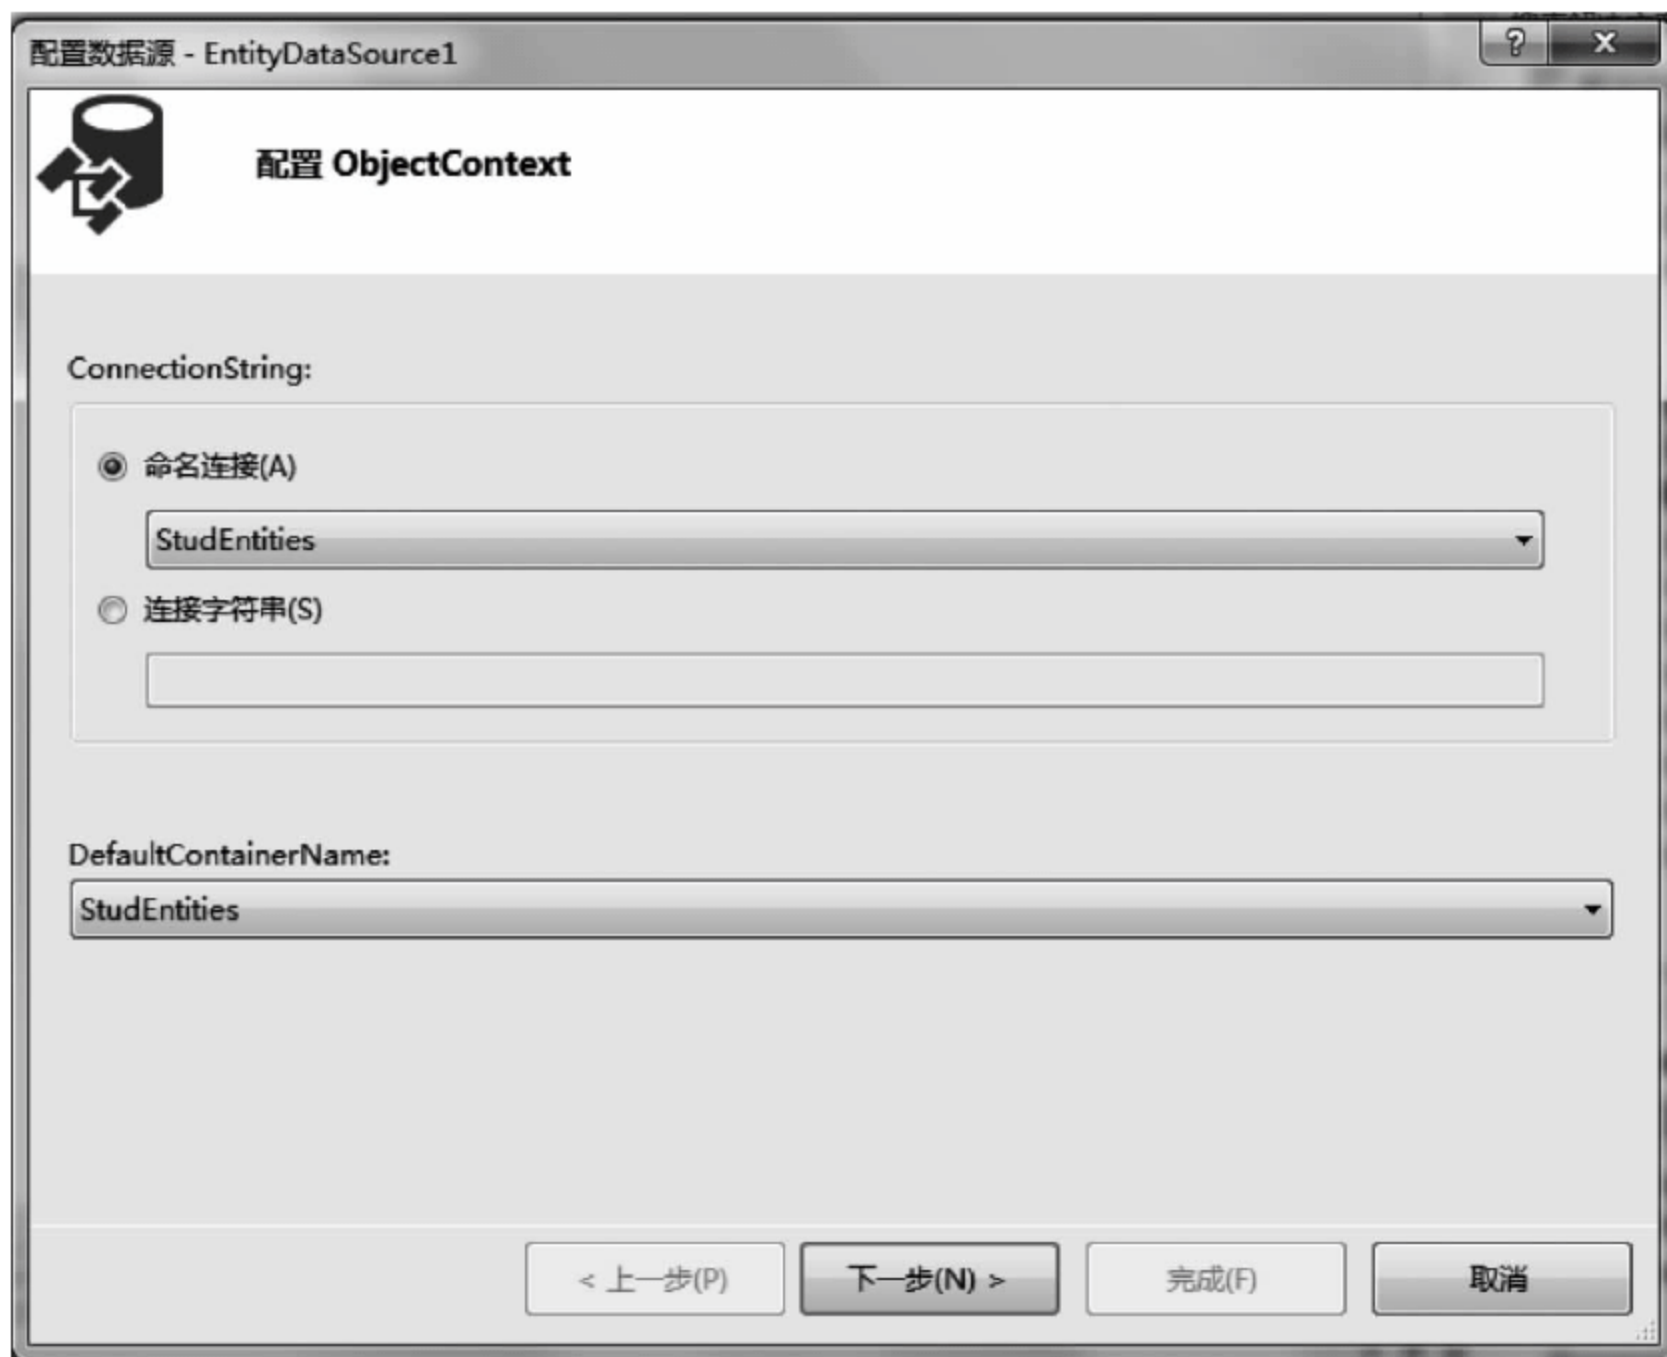 配置数据源 - EntityDataSource1
配置 ObjectContext
ConnectionString:
命名连接(A)
StudEntities
连接字符串(S)
DefaultContainerName:
StudEntities
< 上一步(P)
下一步(N) >
完成(F)
取消